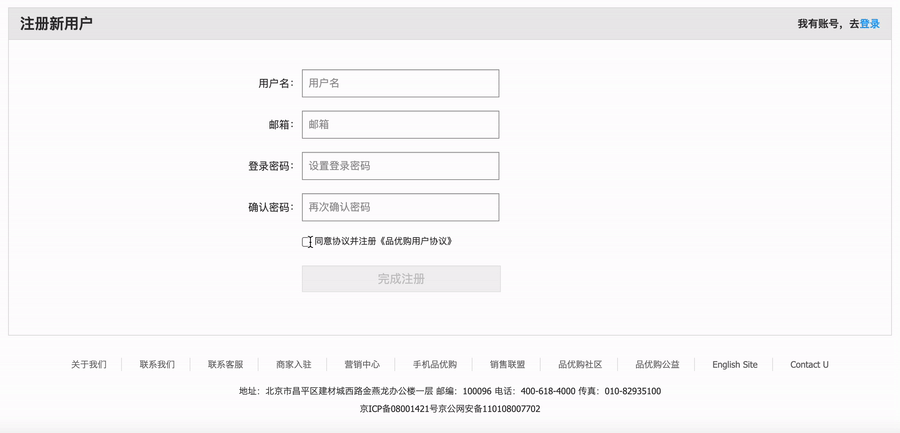 注册新用户 我有账号，去登录
用户名： 用户名
邮箱： 邮箱
登录密码： 设置登录密码
确认密码： 再次确认密码
同意协议并注册《品优购用户协议》
完成注册
关于我们 联系我们 联系客服 商家入驻 营销中心 手机品优购 销售联盟 品优购社区 品优购公益 English Site Contact U
地址：北京市昌平区建材城西路金燕龙办公楼一层 邮编：100096 电话：400-618-4000 传真：010-82935100
京ICP备08001421号京公网安备110108007702